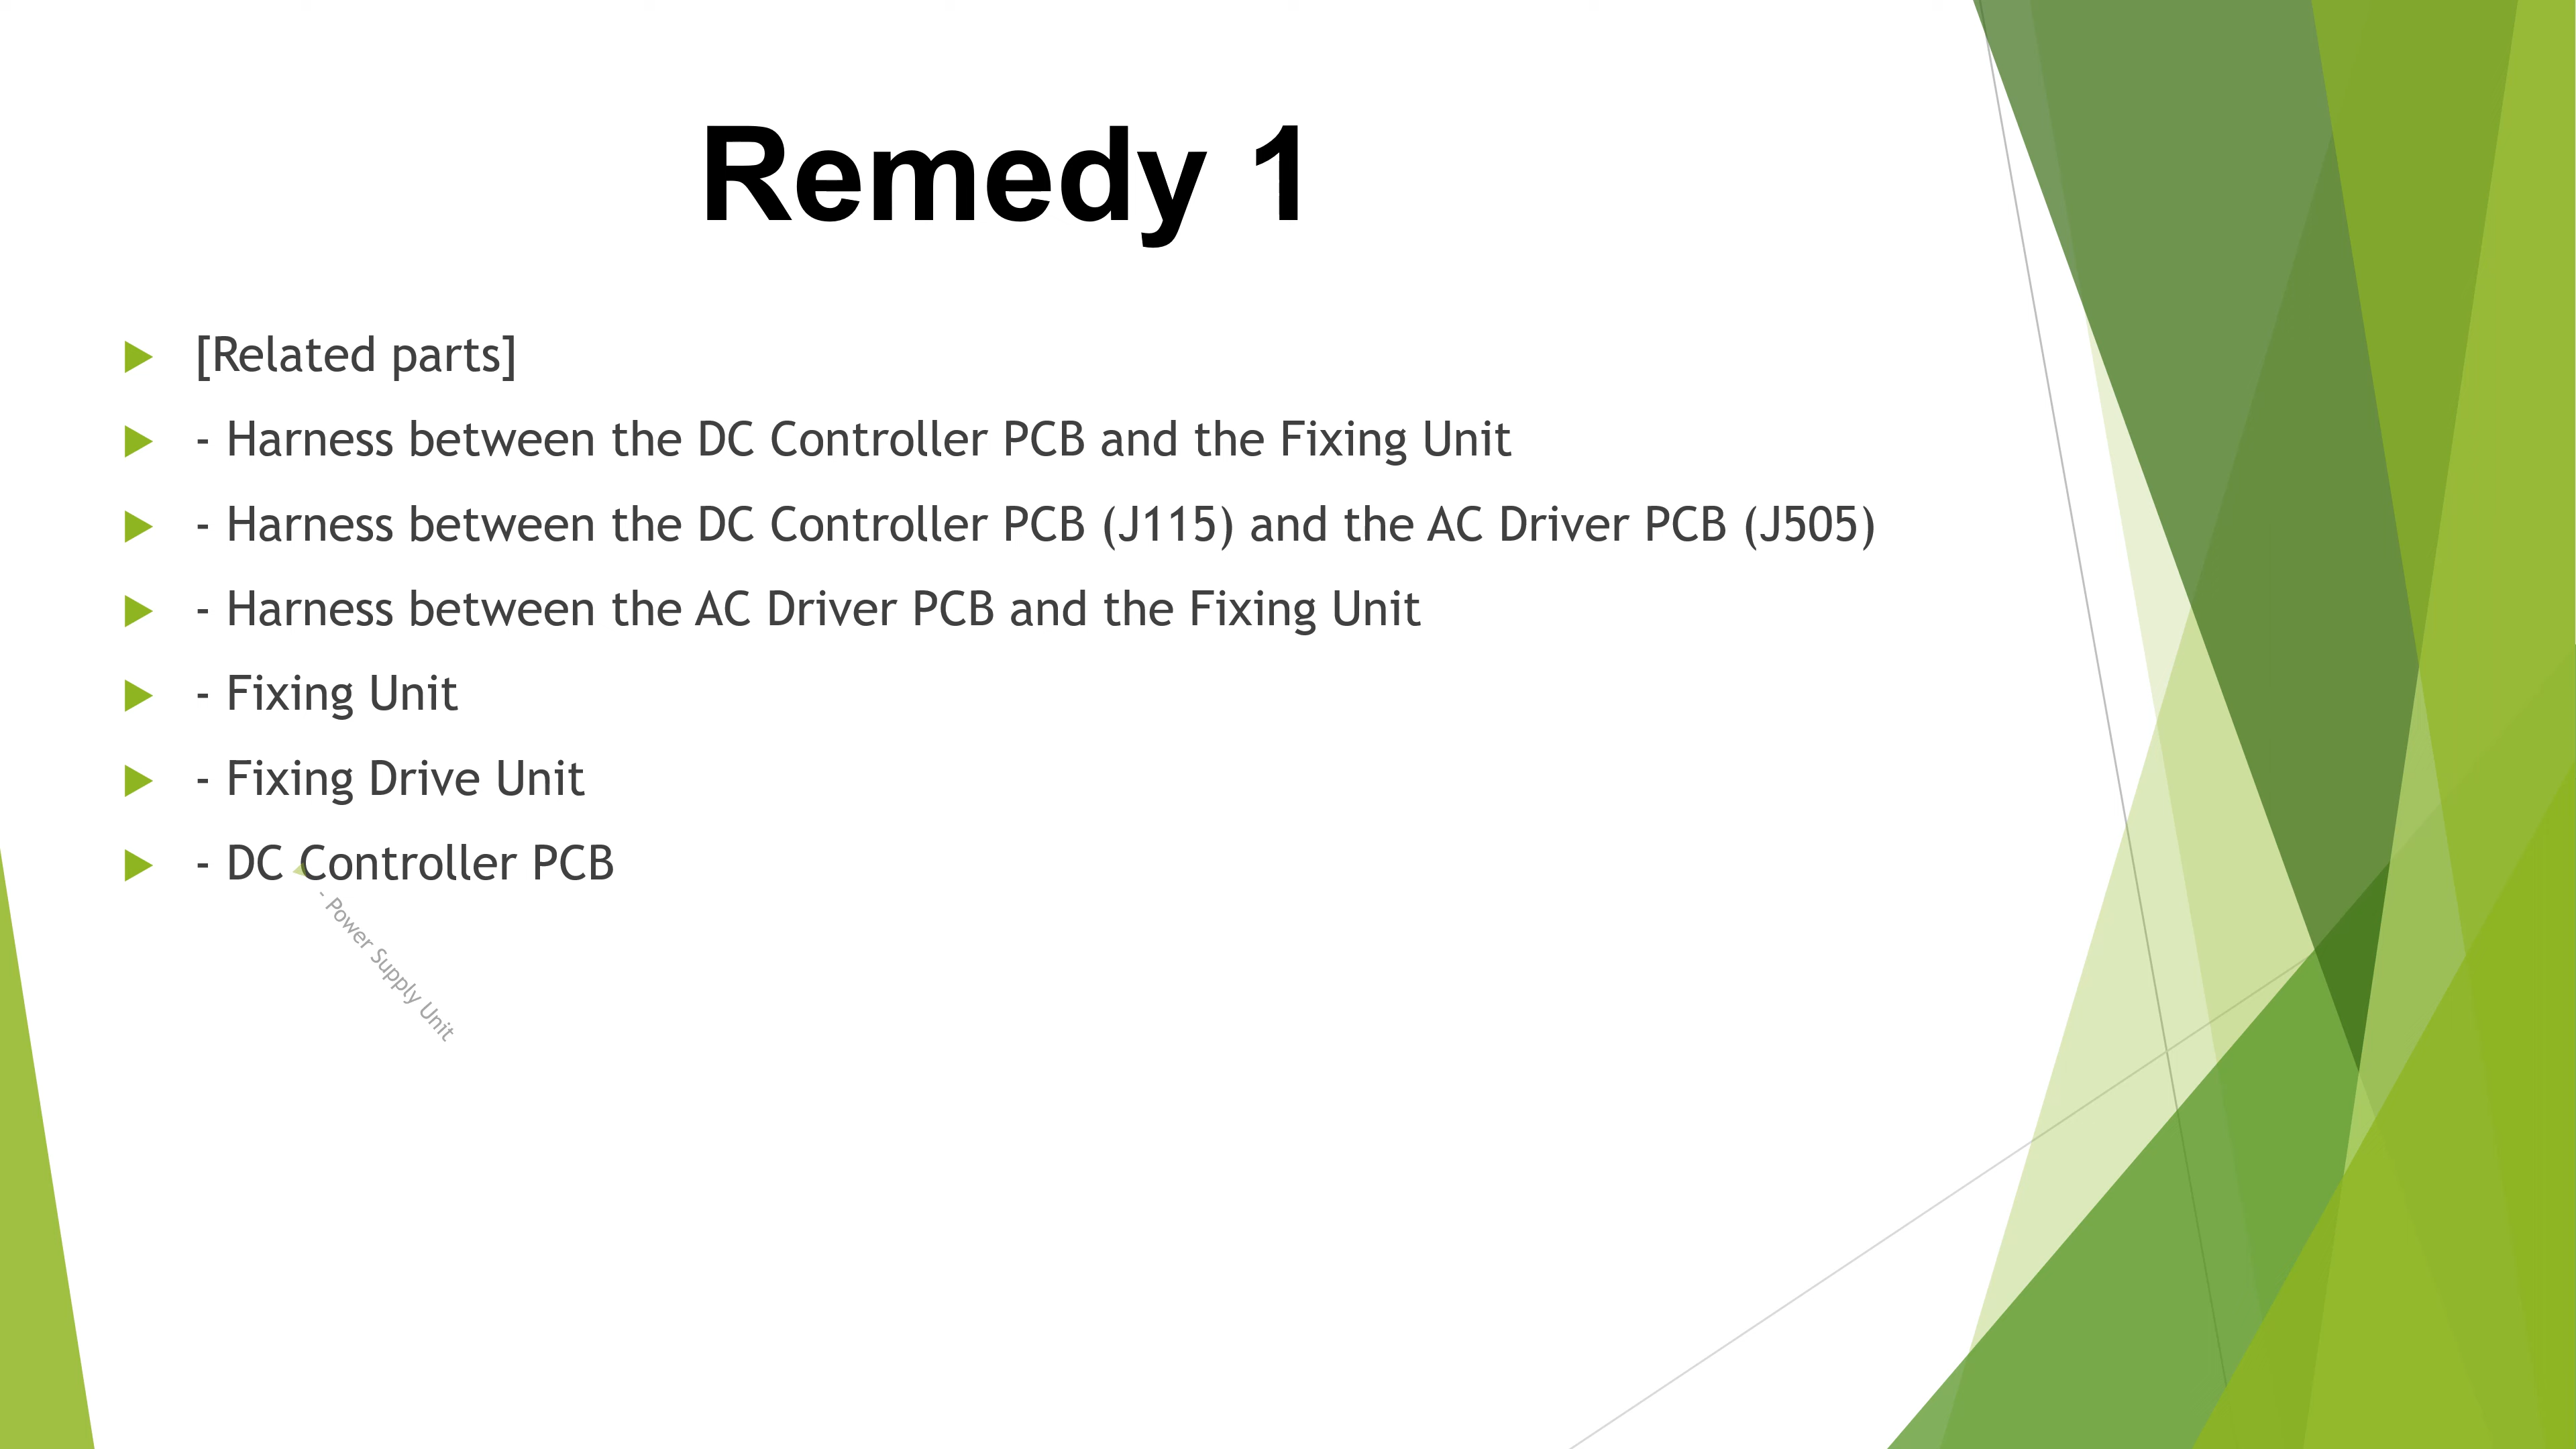 Remedy 1
[Related parts]
- Harness between the DC Controller PCB and the Fixing Unit
- Harness between the DC Controller PCB (J115) and the AC Driver PCB (J505)
- Harness between the AC Driver PCB and the Fixing Unit
- Fixing Unit
- Fixing Drive Unit
- DC Controller PCB
- Power Supply Unit